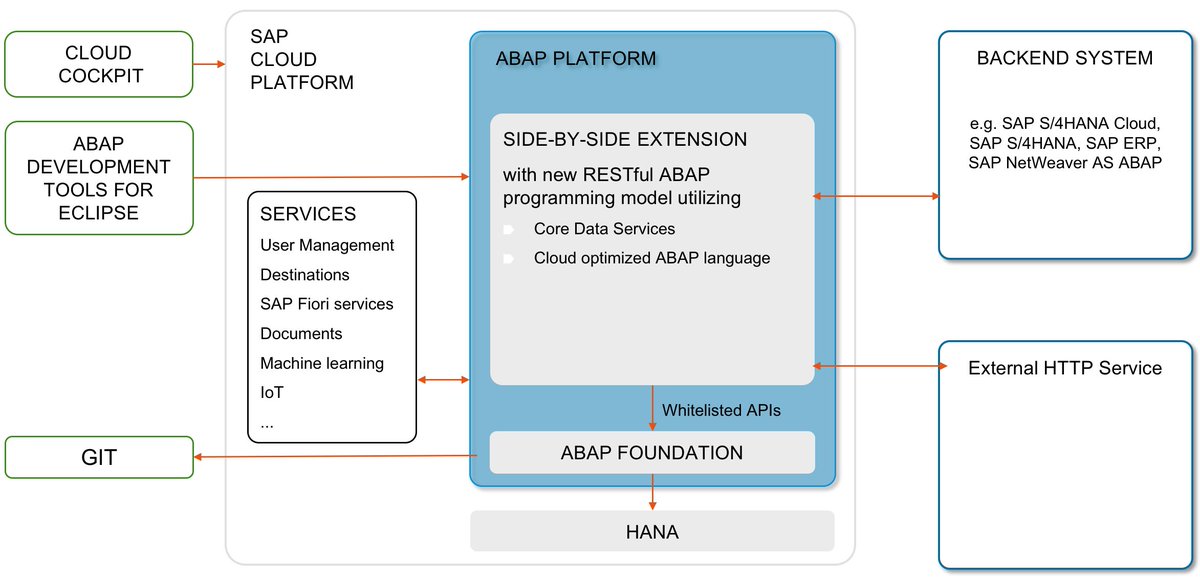 CLOUD
COCKPIT
ABAP
DEVELOPMENT
TOOLS FOR
ECLIPSE
GIT
SAP
CLOUD
PLATFORM
SERVICES
User Management
Destinations
SAP Fiori services
Documents
Machine learning
IoT
...
ABAP PLATFORM
SIDE-BY-SIDE EXTENSION
with new RESTful ABAP
programming model utilizing
Core Data Services
Cloud optimized ABAP language
Whitelisted APIs
ABAP FOUNDATION
HANA
BACKEND SYSTEM
e.g. SAP S/4HANA Cloud,
SAP S/4HANA, SAP ERP,
SAP NetWeaver AS ABAP
External HTTP Service